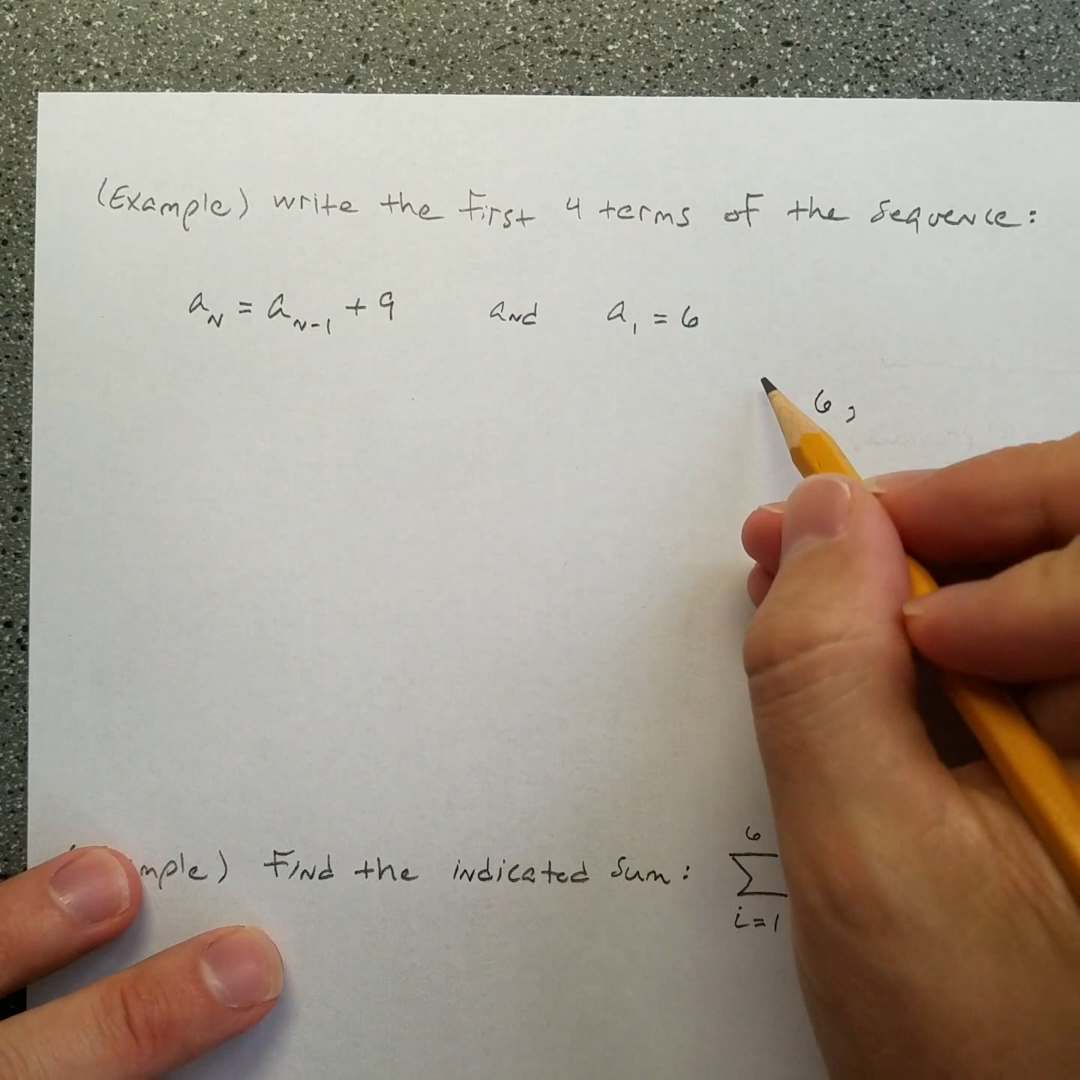 (Example) write the first 4 terms of the sequence:
a_N = a_{N-1} + 9 and a_1 = 6
6,
mple) Find the indicated sum: 6 ∑ i=1